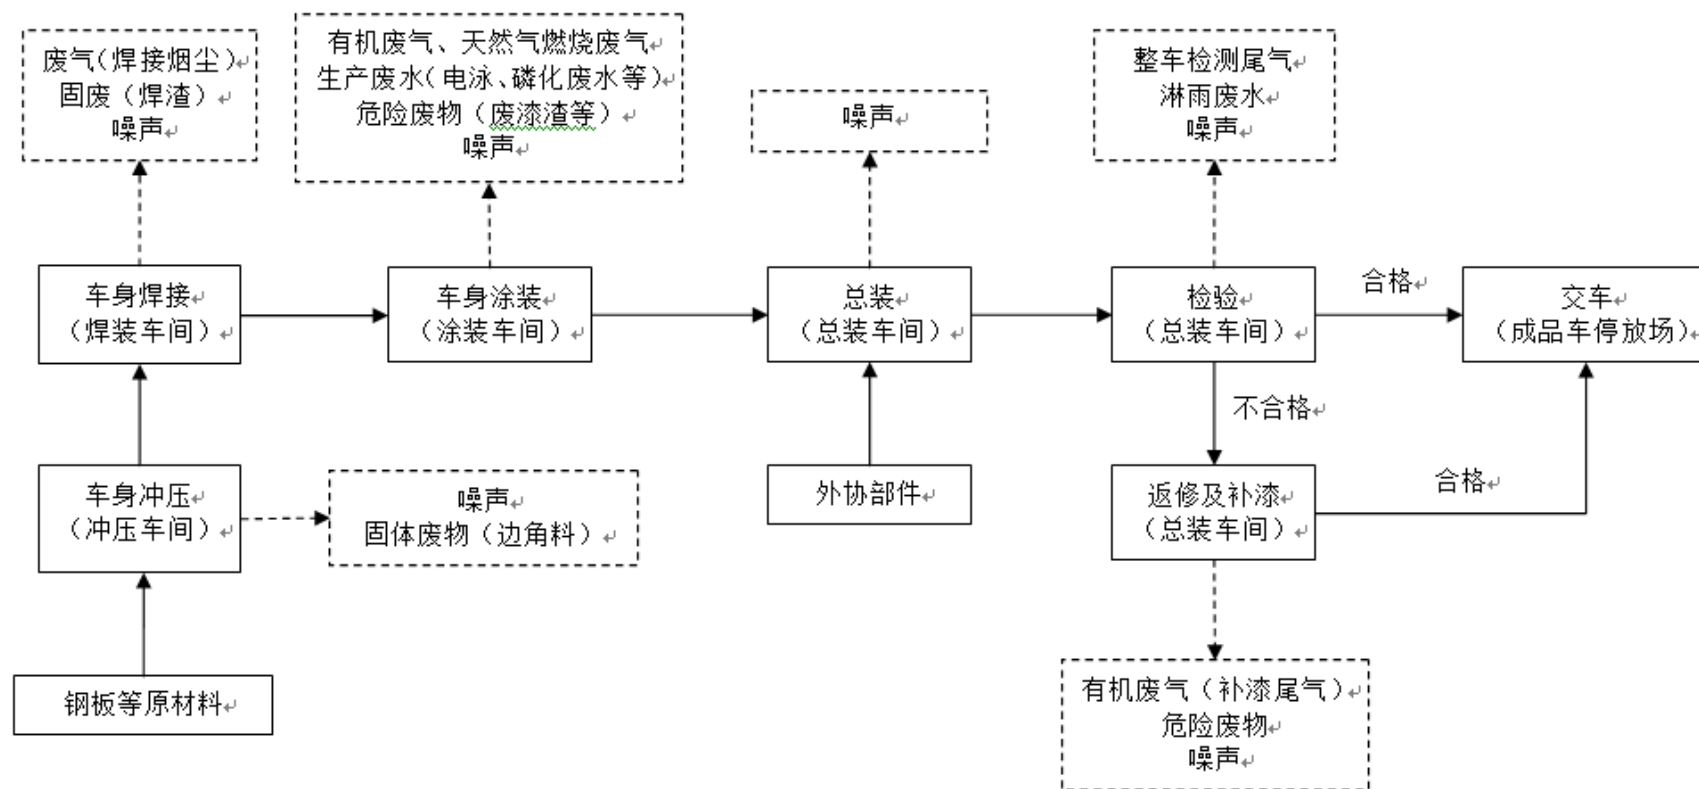 废气（焊接烟尘）
固废（焊渣）
噪声
有机废气、天然气燃烧废气
生产废水（电泳、磷化废水等）
危险废物（废漆渣等）
噪声
噪声
整车检测尾气
淋雨废水
噪声
车身焊接
（焊装车间）
车身涂装
（涂装车间）
总装
（总装车间）
检验
（总装车间）
合格
交车
（成品车停放场）
不合格
车身冲压
（冲压车间）
噪声
固体废物（边角料）
外协部件
返修及补漆
（总装车间）
合格
钢板等原材料
有机废气（补漆尾气）
危险废物
噪声